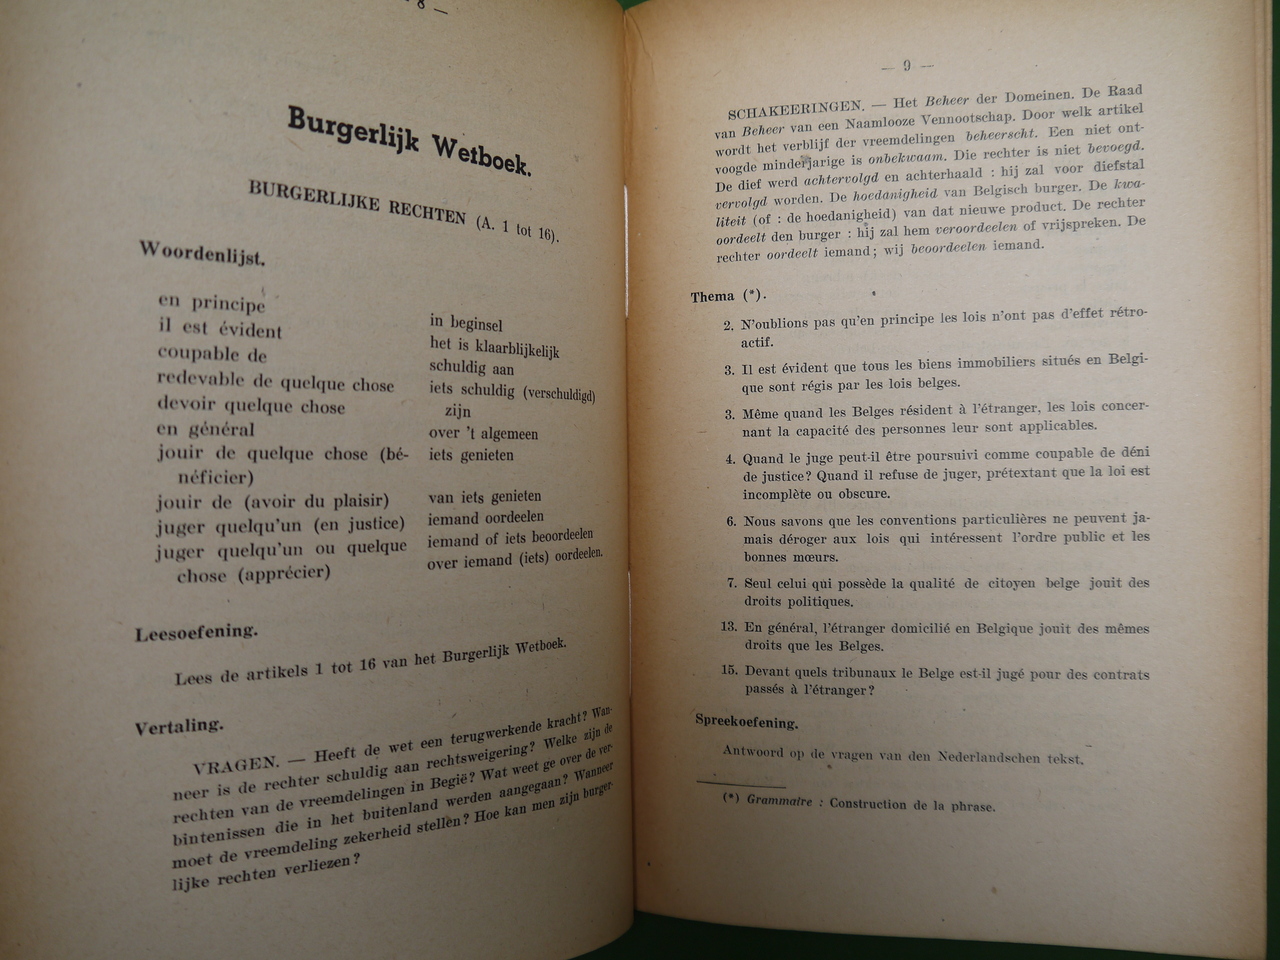 8 —
Burgerlijk Wetboek.
BURGERLIJKE RECHTEN (A. 1 tot 16).
Woordenlijst.
en principe in beginsel
il est évident het is klaarblijkelijk
coupable de schuldig aan
redevable de quelque chose iets schuldig (verschuldigd)
devoir quelque chose zijn
en général over 't algemeen
jouir de quelque chose (bé- iets genieten
néficier)
jouir de (avoir du plaisir) van iets genieten
juger quelqu'un (en justice) iemand oordeelen
juger quelqu'un ou quelque iemand of iets beoordeelen
chose (apprécier) over iemand (iets) oordeelen.
Leesoefening.
Lees de artikels 1 tot 16 van het Burgerlijk Wetboek.
Vertaling.
VRAGEN. — Heeft de wet een terugwerkende kracht? Wan-
neer is de rechter schuldig aan rechtsweigering? Welke zijn de
rechten van de vreemdelingen in Begië? Wat weet ge over de ver-
bintenissen die in het buitenland werden aangegaan? Wanneer
moet de vreemdeling zekerheid stellen? Hoe kan men zijn burger-
lijke rechten verliezen?
— 9 —
SCHAKEERINGEN. — Het Beheer der Domeinen. De Raad
van Beheer van een Naamlooze Vennootschap. Door welk artikel
wordt het verblijf der vreemdelingen beheerscht. Een niet ont-
voogde minderjarige is onbekwaam. Die rechter is niet bevoegd.
De dief werd achtervolgd en achterhaald : hij zal voor diefstal
vervolgd worden. De hoedanigheid van Belgisch burger. De kwa-
liteit (of : de hoedanigheid) van dat nieuwe product. De rechter
oordeelt den burger : hij zal hem veroordeelen of vrijspreken. De
rechter oordeelt iemand; wij beoordeelen iemand.
Thema (*).
2. N'oublions pas qu'en principe les lois n'ont pas d'effet rétro-
actif.
3. Il est évident que tous les biens immobiliers situés en Belgi-
que sont régis par les lois belges.
3. Même quand les Belges résident à l'étranger, les lois concer-
nant la capacité des personnes leur sont applicables.
4. Quand le juge peut-il être poursuivi comme coupable de déni
de justice? Quand il refuse de juger, prétextant que la loi est
incomplète ou obscure.
6. Nous savons que les conventions particulières ne peuvent ja-
mais déroger aux lois qui intéressent l'ordre public et les
bonnes mœurs.
7. Seul celui qui possède la qualité de citoyen belge jouit des
droits politiques.
13. En général, l'étranger domicilié en Belgique jouit des mêmes
droits que les Belges.
15. Devant quels tribunaux le Belge est-il jugé pour des contrats
passés à l'étranger?
Spreekoefening.
Antwoord op de vragen van den Nederlandschen tekst.
(*) Grammaire : Construction de la phrase.